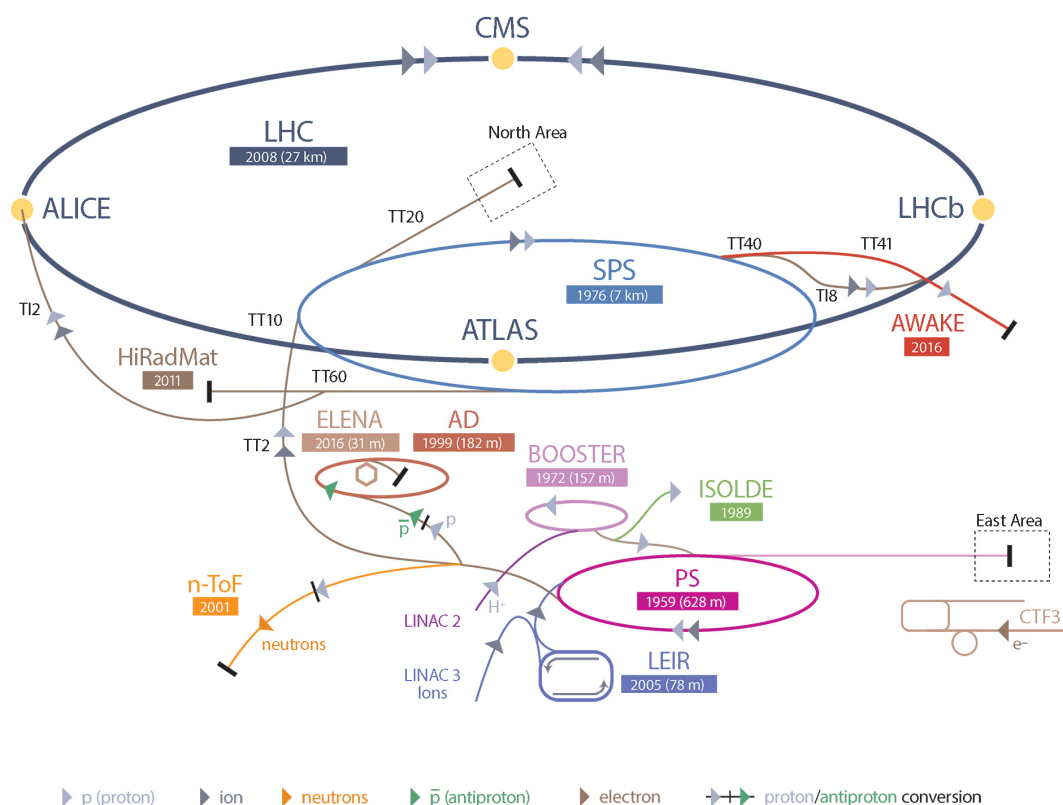 CMS
North Area
LHC
2008 (27 km)
ALICE
TT20
LHCb
TT40
TT41
SPS
1976 (7 km)
TI8
TI2
TT10
ATLAS
AWAKE
2016
HiRadMat
2011
TT60
ELENA
2016 (31 m)
AD
1999 (182 m)
TT2
BOOSTER
1972 (157 m)
ISOLDE
1989
p̅
p
East Area
n-ToF
2001
PS
1959 (628 m)
H⁺
LINAC 2
neutrons
CTF3
e–
LEIR
2005 (78 m)
LINAC 3
Ions
p (proton)
ion
neutrons
p̅ (antiproton)
electron
proton/antiproton conversion